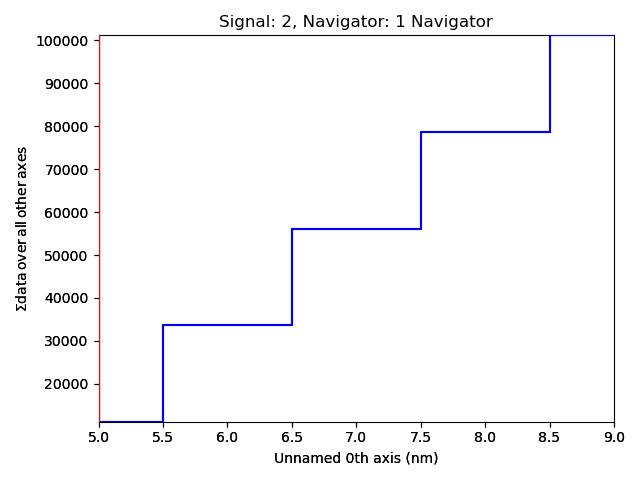 Signal: 2, Navigator: 1 Navigator
100000
90000
80000
70000
60000
50000
40000
30000
20000
Σdata over all other axes
5.0 5.5 6.0 6.5 7.0 7.5 8.0 8.5 9.0
Unnamed 0th axis (nm)